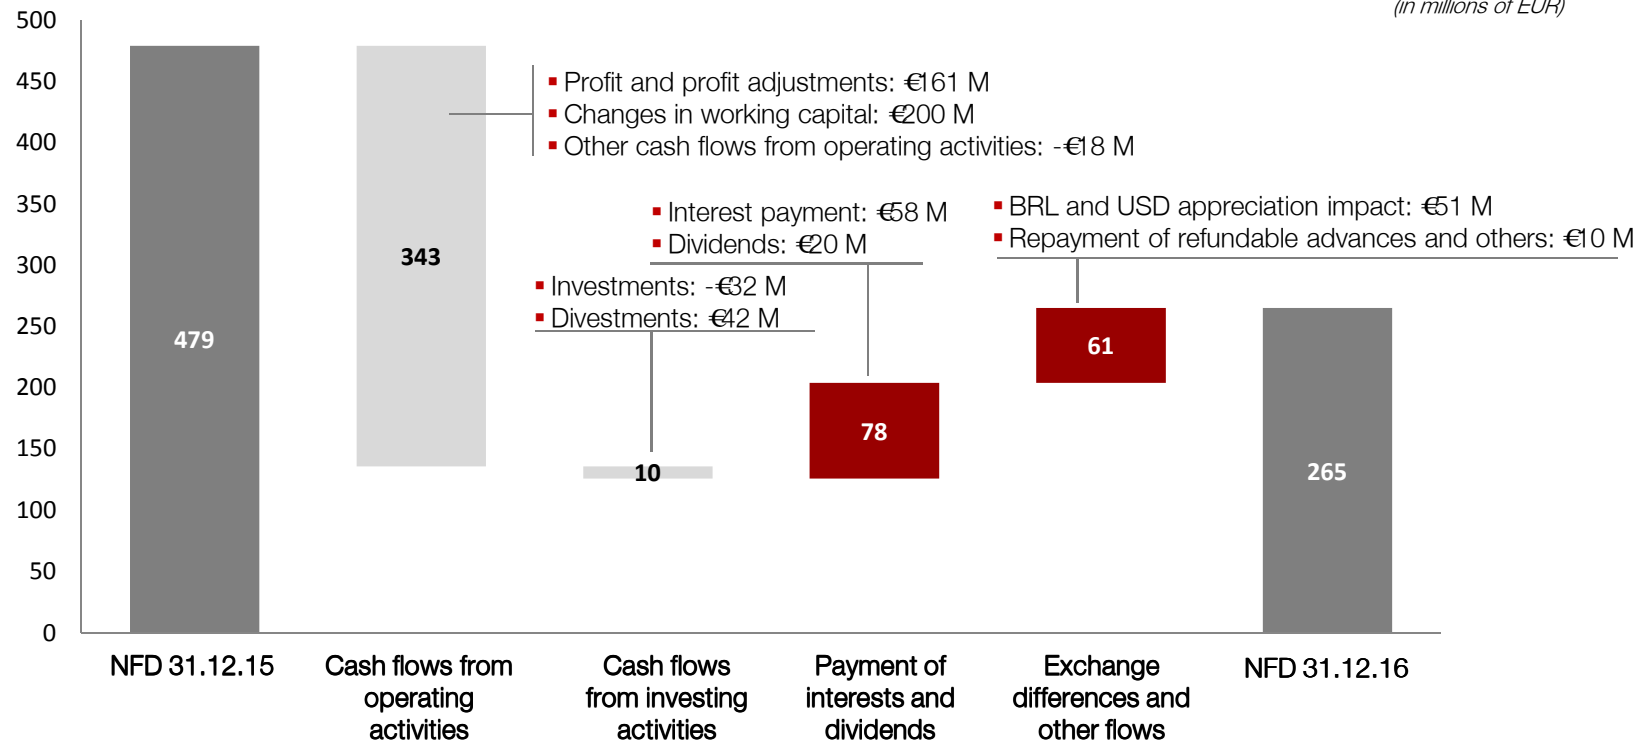 (in millions of EUR)
500
450
400
350
300
250
200
150
100
50
0
▪ Profit and profit adjustments: €161 M
▪ Changes in working capital: €200 M
▪ Other cash flows from operating activities: -€18 M
▪ Interest payment: €58 M
▪ Dividends: €20 M
▪ BRL and USD appreciation impact: €51 M
▪ Repayment of refundable advances and others: €10 M
▪ Investments: -€32 M
▪ Divestments: €42 M
479
343
10
78
61
265
NFD 31.12.15
Cash flows from
operating
activities
Cash flows
from investing
activities
Payment of
interests and
dividends
Exchange
differences and
other flows
NFD 31.12.16